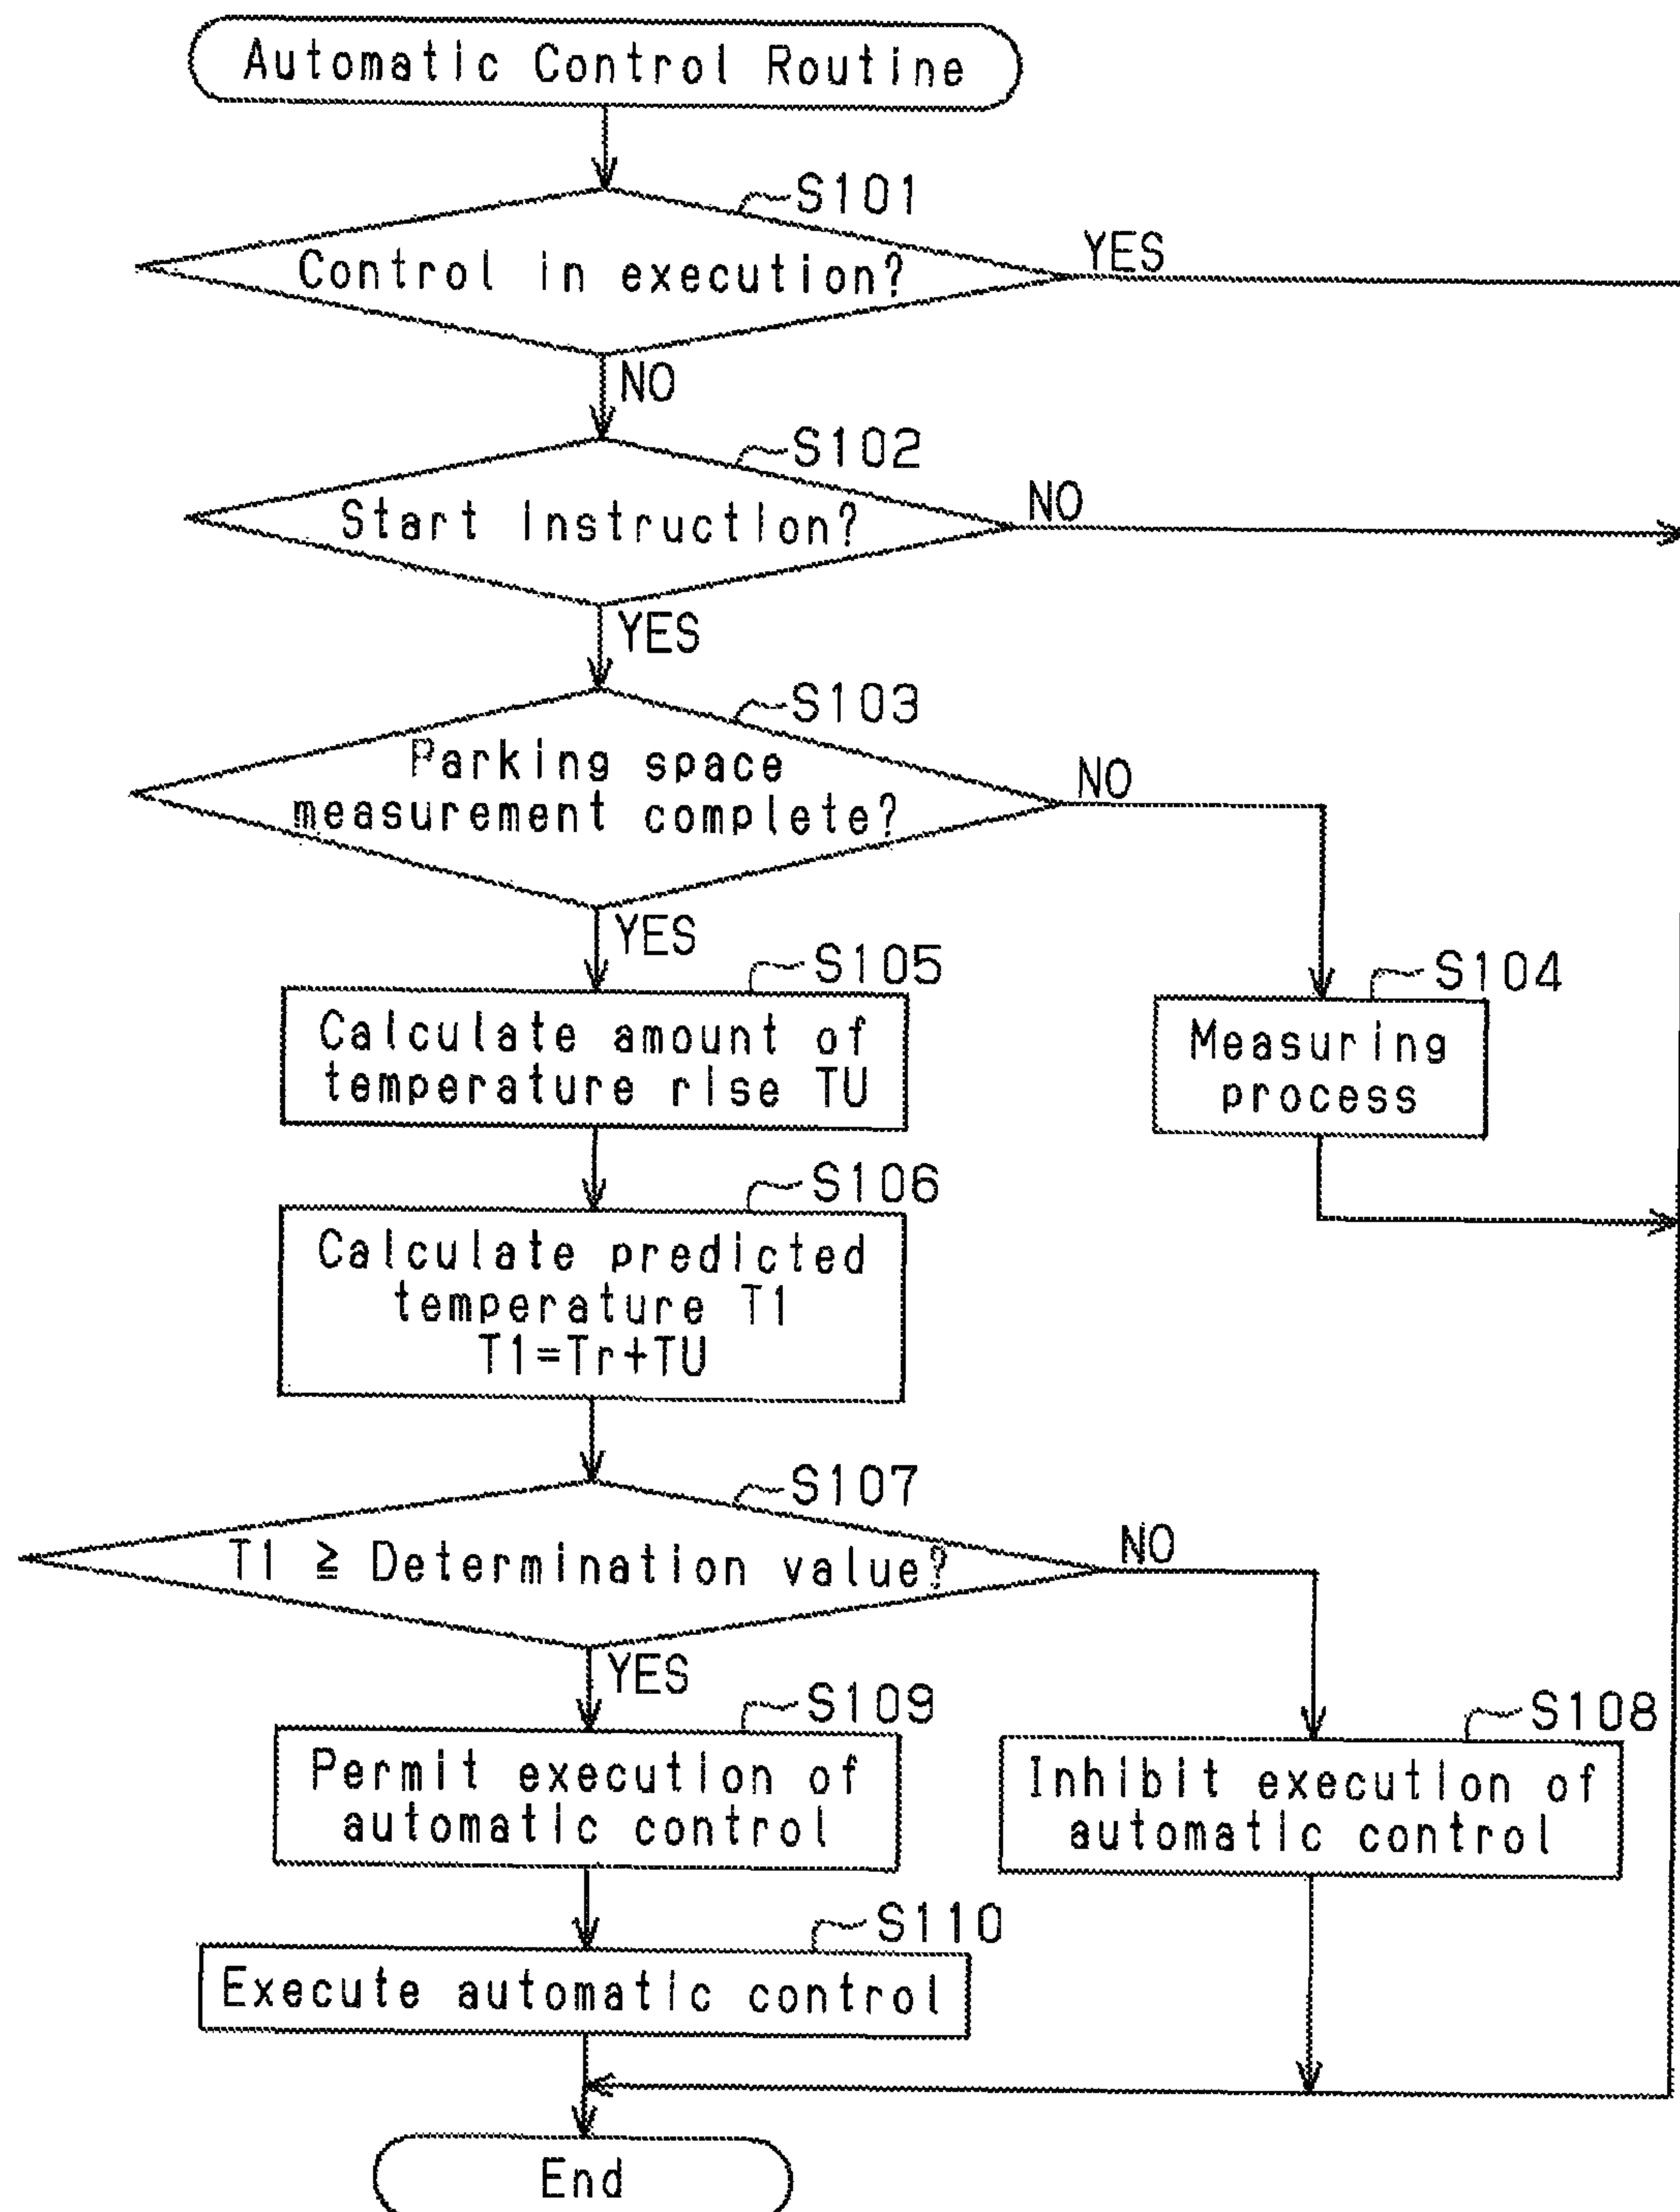 Automatic Control Routine
S101
Control in execution?
YES
NO
S102
Start instruction?
NO
YES
S103
Parking space
measurement complete?
NO
YES
S105
Calculate amount of
temperature rise TU
S104
Measuring
process
S106
Calculate predicted
temperature T1
T1=Tr+TU
S107
T1 ≧ Determination value?
NO
YES
S109
Permit execution of
automatic control
S108
Inhibit execution of
automatic control
S110
Execute automatic control
End